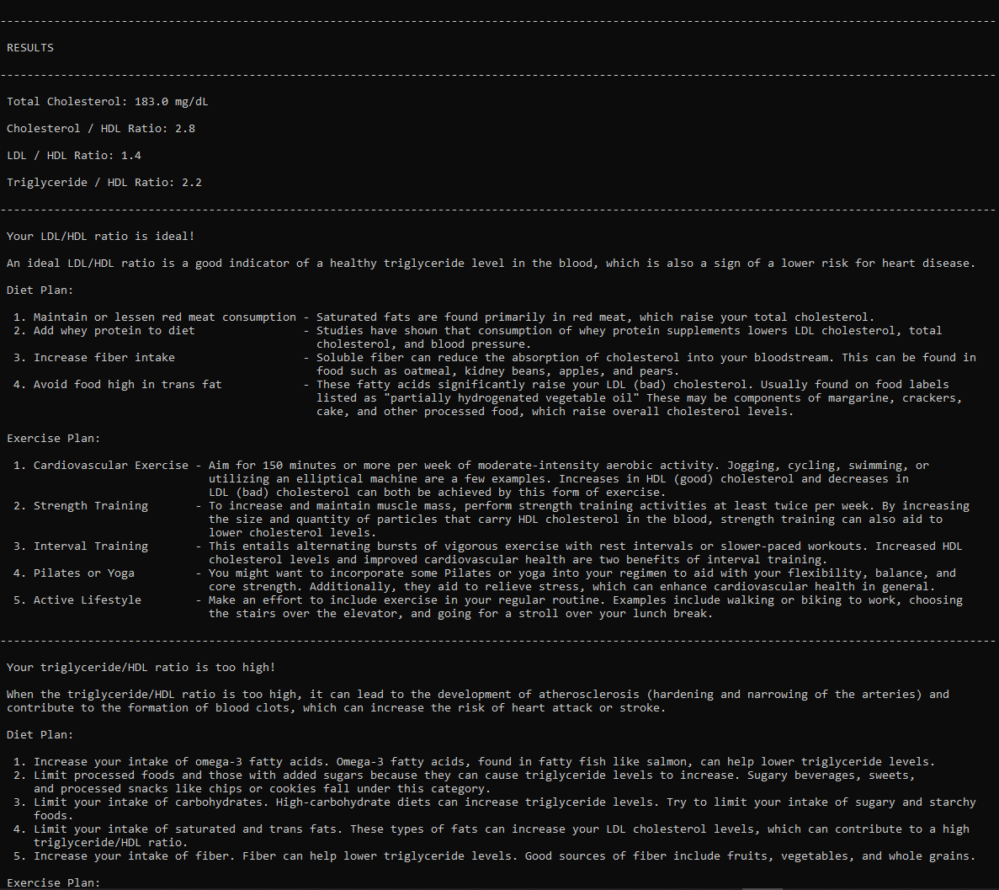 RESULTS
Total Cholesterol: 183.0 mg/dL
Cholesterol / HDL Ratio: 2.8
LDL / HDL Ratio: 1.4
Triglyceride / HDL Ratio: 2.2
Your LDL/HDL ratio is ideal!
An ideal LDL/HDL ratio is a good indicator of a healthy triglyceride level in the blood, which is also a sign of a lower risk for heart disease.
Diet Plan:
1. Maintain or lessen red meat consumption - Saturated fats are found primarily in red meat, which raise your total cholesterol.
2. Add whey protein to diet - Studies have shown that consumption of whey protein supplements lowers LDL cholesterol, total
cholesterol, and blood pressure.
3. Increase fiber intake - Soluble fiber can reduce the absorption of cholesterol into your bloodstream. This can be found in
food such as oatmeal, kidney beans, apples, and pears.
4. Avoid food high in trans fat - These fatty acids significantly raise your LDL (bad) cholesterol. Usually found on food labels
listed as "partially hydrogenated vegetable oil" These may be components of margarine, crackers,
cake, and other processed food, which raise overall cholesterol levels.
Exercise Plan:
1. Cardiovascular Exercise - Aim for 150 minutes or more per week of moderate-intensity aerobic activity. Jogging, cycling, swimming, or
utilizing an elliptical machine are a few examples. Increases in HDL (good) cholesterol and decreases in
LDL (bad) cholesterol can both be achieved by this form of exercise.
2. Strength Training - To increase and maintain muscle mass, perform strength training activities at least twice per week. By increasing
the size and quantity of particles that carry HDL cholesterol in the blood, strength training can also aid to
lower cholesterol levels.
3. Interval Training - This entails alternating bursts of vigorous exercise with rest intervals or slower-paced workouts. Increased HDL
cholesterol levels and improved cardiovascular health are two benefits of interval training.
4. Pilates or Yoga - You might want to incorporate some Pilates or yoga into your regimen to aid with your flexibility, balance, and
core strength. Additionally, they aid to relieve stress, which can enhance cardiovascular health in general.
5. Active Lifestyle - Make an effort to include exercise in your regular routine. Examples include walking or biking to work, choosing
the stairs over the elevator, and going for a stroll over your lunch break.
Your triglyceride/HDL ratio is too high!
When the triglyceride/HDL ratio is too high, it can lead to the development of atherosclerosis (hardening and narrowing of the arteries) and
contribute to the formation of blood clots, which can increase the risk of heart attack or stroke.
Diet Plan:
1. Increase your intake of omega-3 fatty acids. Omega-3 fatty acids, found in fatty fish like salmon, can help lower triglyceride levels.
2. Limit processed foods and those with added sugars because they can cause triglyceride levels to increase. Sugary beverages, sweets,
and processed snacks like chips or cookies fall under this category.
3. Limit your intake of carbohydrates. High-carbohydrate diets can increase triglyceride levels. Try to limit your intake of sugary and starchy
foods.
4. Limit your intake of saturated and trans fats. These types of fats can increase your LDL cholesterol levels, which can contribute to a high
triglyceride/HDL ratio.
5. Increase your intake of fiber. Fiber can help lower triglyceride levels. Good sources of fiber include fruits, vegetables, and whole grains.
Exercise Plan: